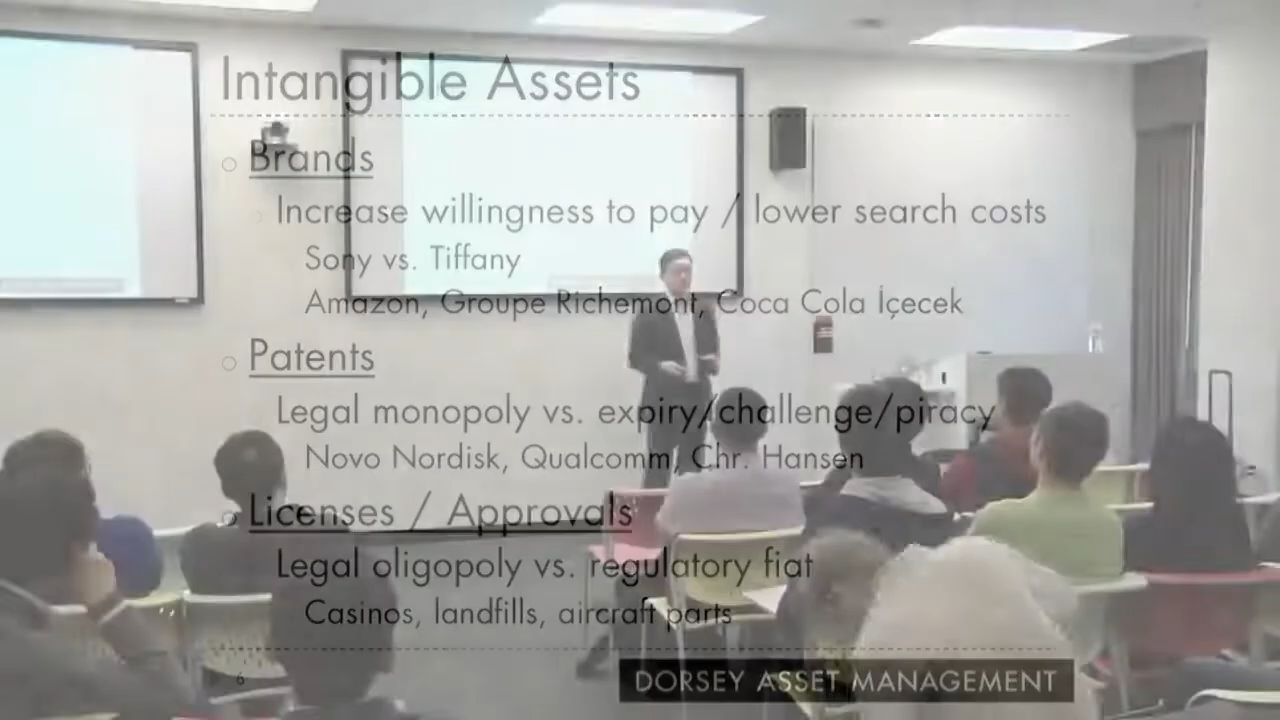 Intangible Assets
Brands
Increase willingness to pay / lower search costs
Sony vs. Tiffany
Amazon, Groupe Richemont, Coca Cola İçecek
Patents
Legal monopoly vs. expiry/challenge/piracy
Novo Nordisk, Qualcomm, Chr. Hansen
Licenses / Approvals
Legal oligopoly vs. regulatory fiat
Casinos, landfills, aircraft parts
6
DORSEY ASSET MANAGEMENT